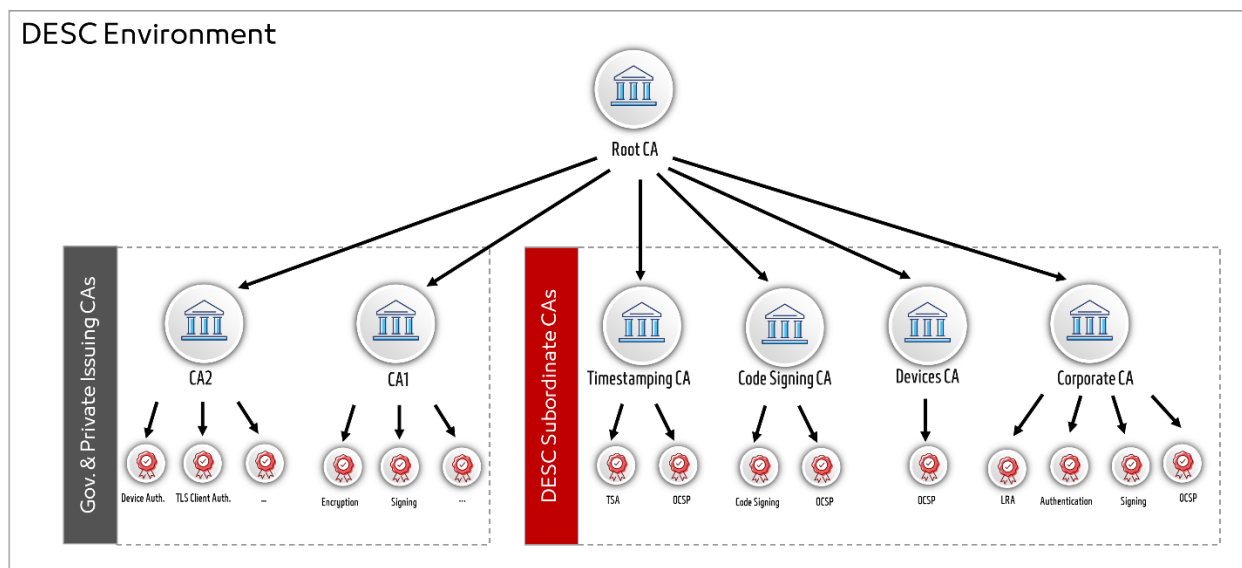 DESC Environment
Root CA
Gov.& Private Issuing CAs
CA2
CA1
Device Auth.
TLS Client Auth.
...
Encryption
Signing
...
DESC Subordinate CAs
Timestamping CA
Code Signing CA
Devices CA
Corporate CA
TSA
OCSP
Code Signing
OCSP
OCSP
LRA
Authentication
Signing
OCSP